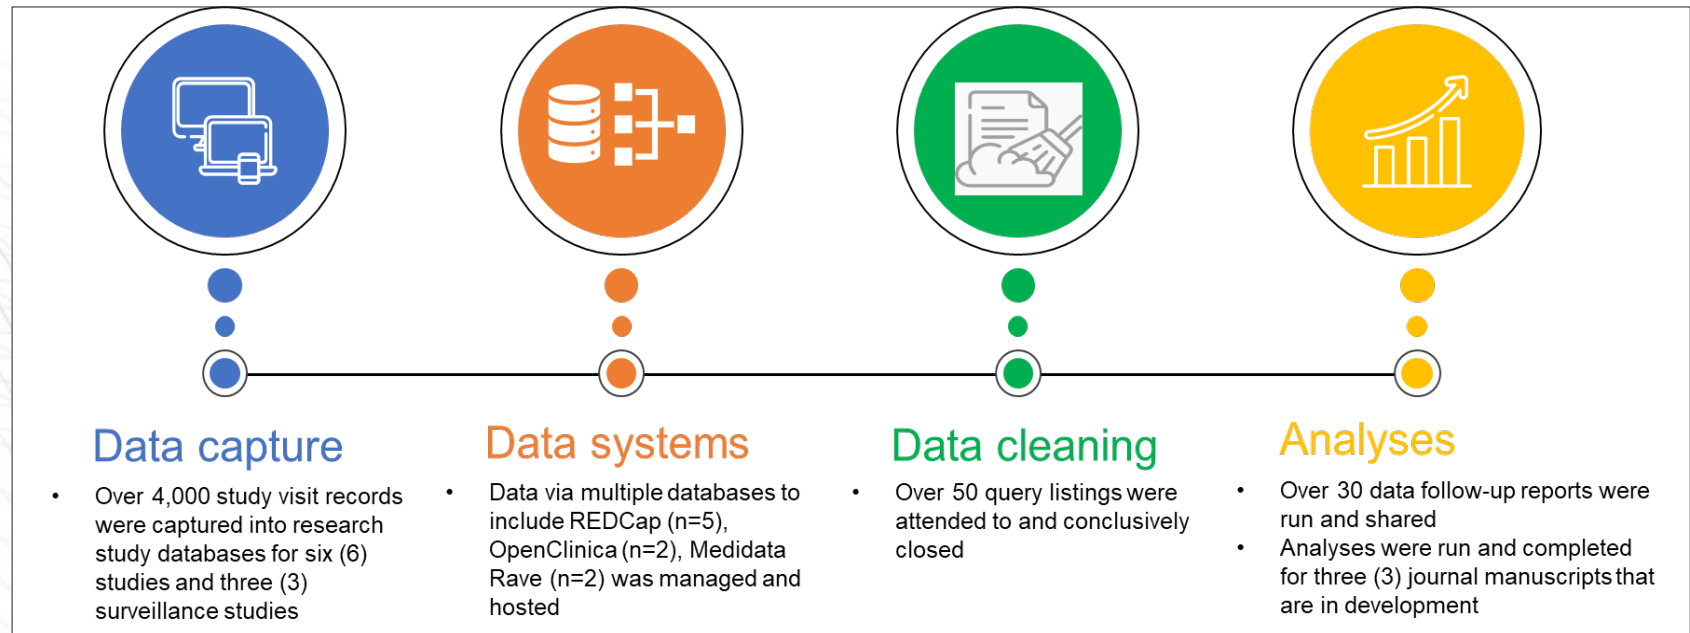 Data capture
• Over 4,000 study visit records
were captured into research
study databases for six (6)
studies and three (3)
surveillance studies
Data systems
• Data via multiple databases to
include REDCap (n=5),
OpenClinica (n=2), Medidata
Rave (n=2) was managed and
hosted
Data cleaning
• Over 50 query listings were
attended to and conclusively
closed
Analyses
• Over 30 data follow-up reports were
run and shared
• Analyses were run and completed
for three (3) journal manuscripts that
are in development